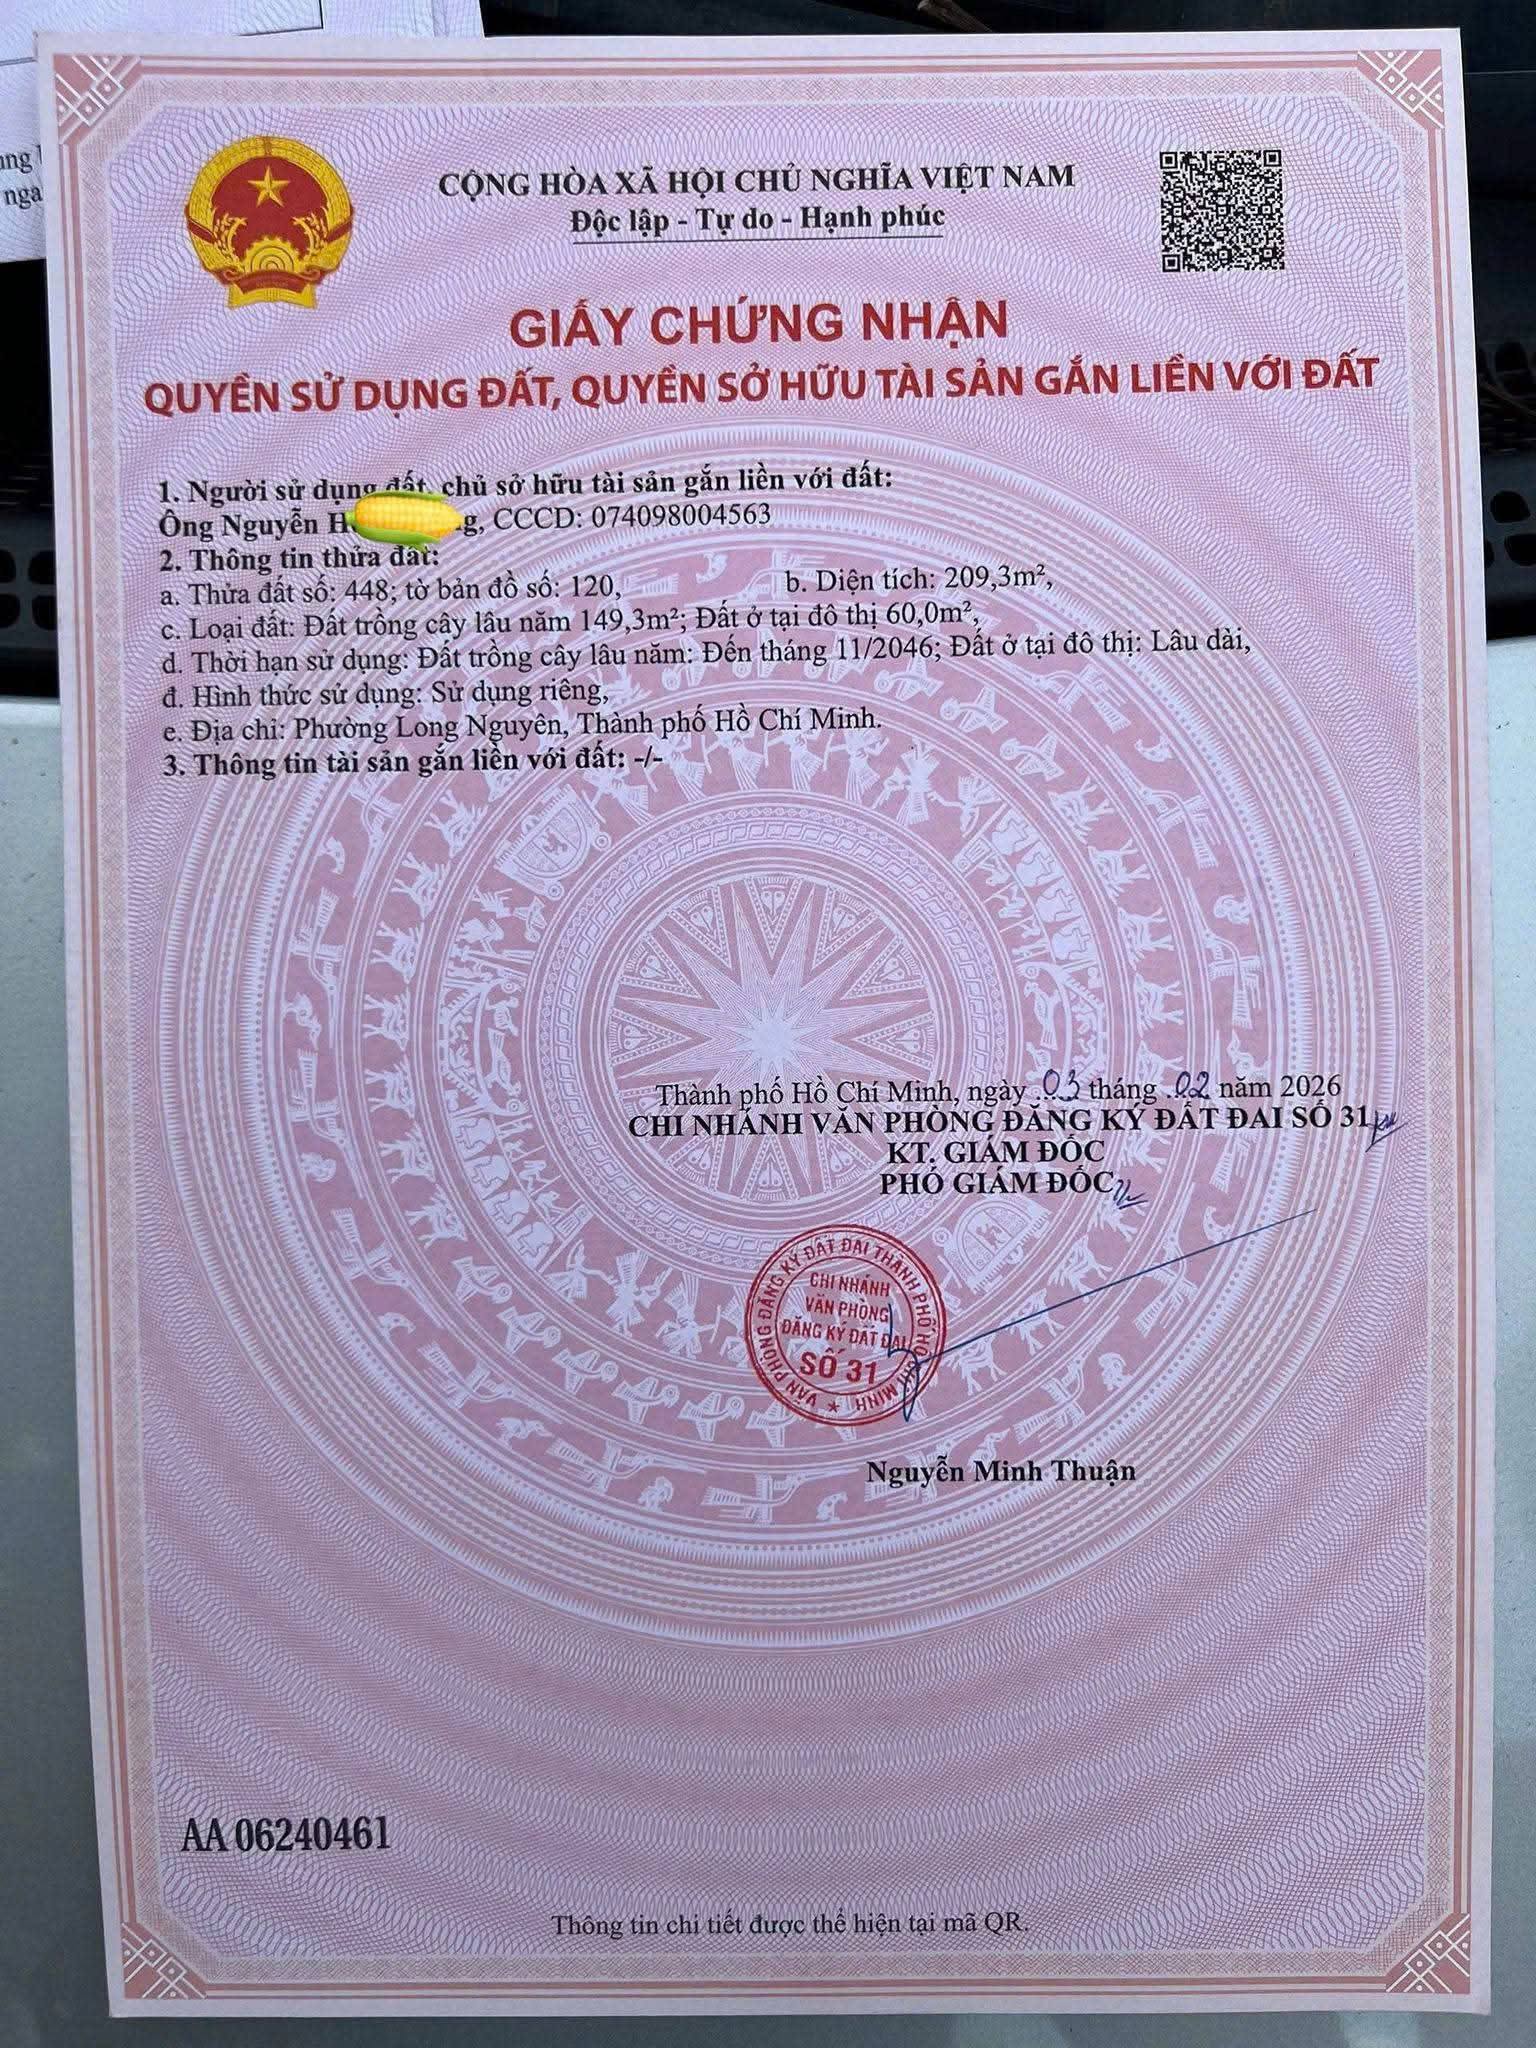 ung
nga
CỘNG HÒA XÃ HỘI CHỦ NGHĨA VIỆT NAM
Độc lập - Tự do - Hạnh phúc
GIẤY CHỨNG NHẬN
QUYỀN SỬ DỤNG ĐẤT, QUYỀN SỞ HỮU TÀI SẢN GẮN LIỀN VỚI ĐẤT
1. Người sử dụng đất, chủ sở hữu tài sản gắn liền với đất:
Ông Nguyễn H g, CCCD: 074098004563
2. Thông tin thửa đất:
a. Thửa đất số: 448; tờ bản đồ số: 120, b. Diện tích: 209,3m²,
c. Loại đất: Đất trồng cây lâu năm 149,3m²; Đất ở tại đô thị 60,0m²,
d. Thời hạn sử dụng: Đất trồng cây lâu năm: Đến tháng 11/2046; Đất ở tại đô thị: Lâu dài,
đ. Hình thức sử dụng: Sử dụng riêng,
e. Địa chỉ: Phường Long Nguyên, Thành phố Hồ Chí Minh.
3. Thông tin tài sản gắn liền với đất: -/-
Thành phố Hồ Chí Minh, ngày 03 tháng 02 năm 2026
CHI NHÁNH VĂN PHÒNG ĐĂNG KÝ ĐẤT ĐAI SỐ 31
KT. GIÁM ĐỐC
PHÓ GIÁM ĐỐC
VĂN PHÒNG ĐĂNG KÝ ĐẤT ĐAI THÀNH PHỐ HỒ CHÍ MINH
CHI NHÁNH
VĂN PHÒNG
ĐĂNG KÝ ĐẤT ĐAI
SỐ 31
Nguyễn Minh Thuận
AA 06240461
Thông tin chi tiết được thể hiện tại mã QR.